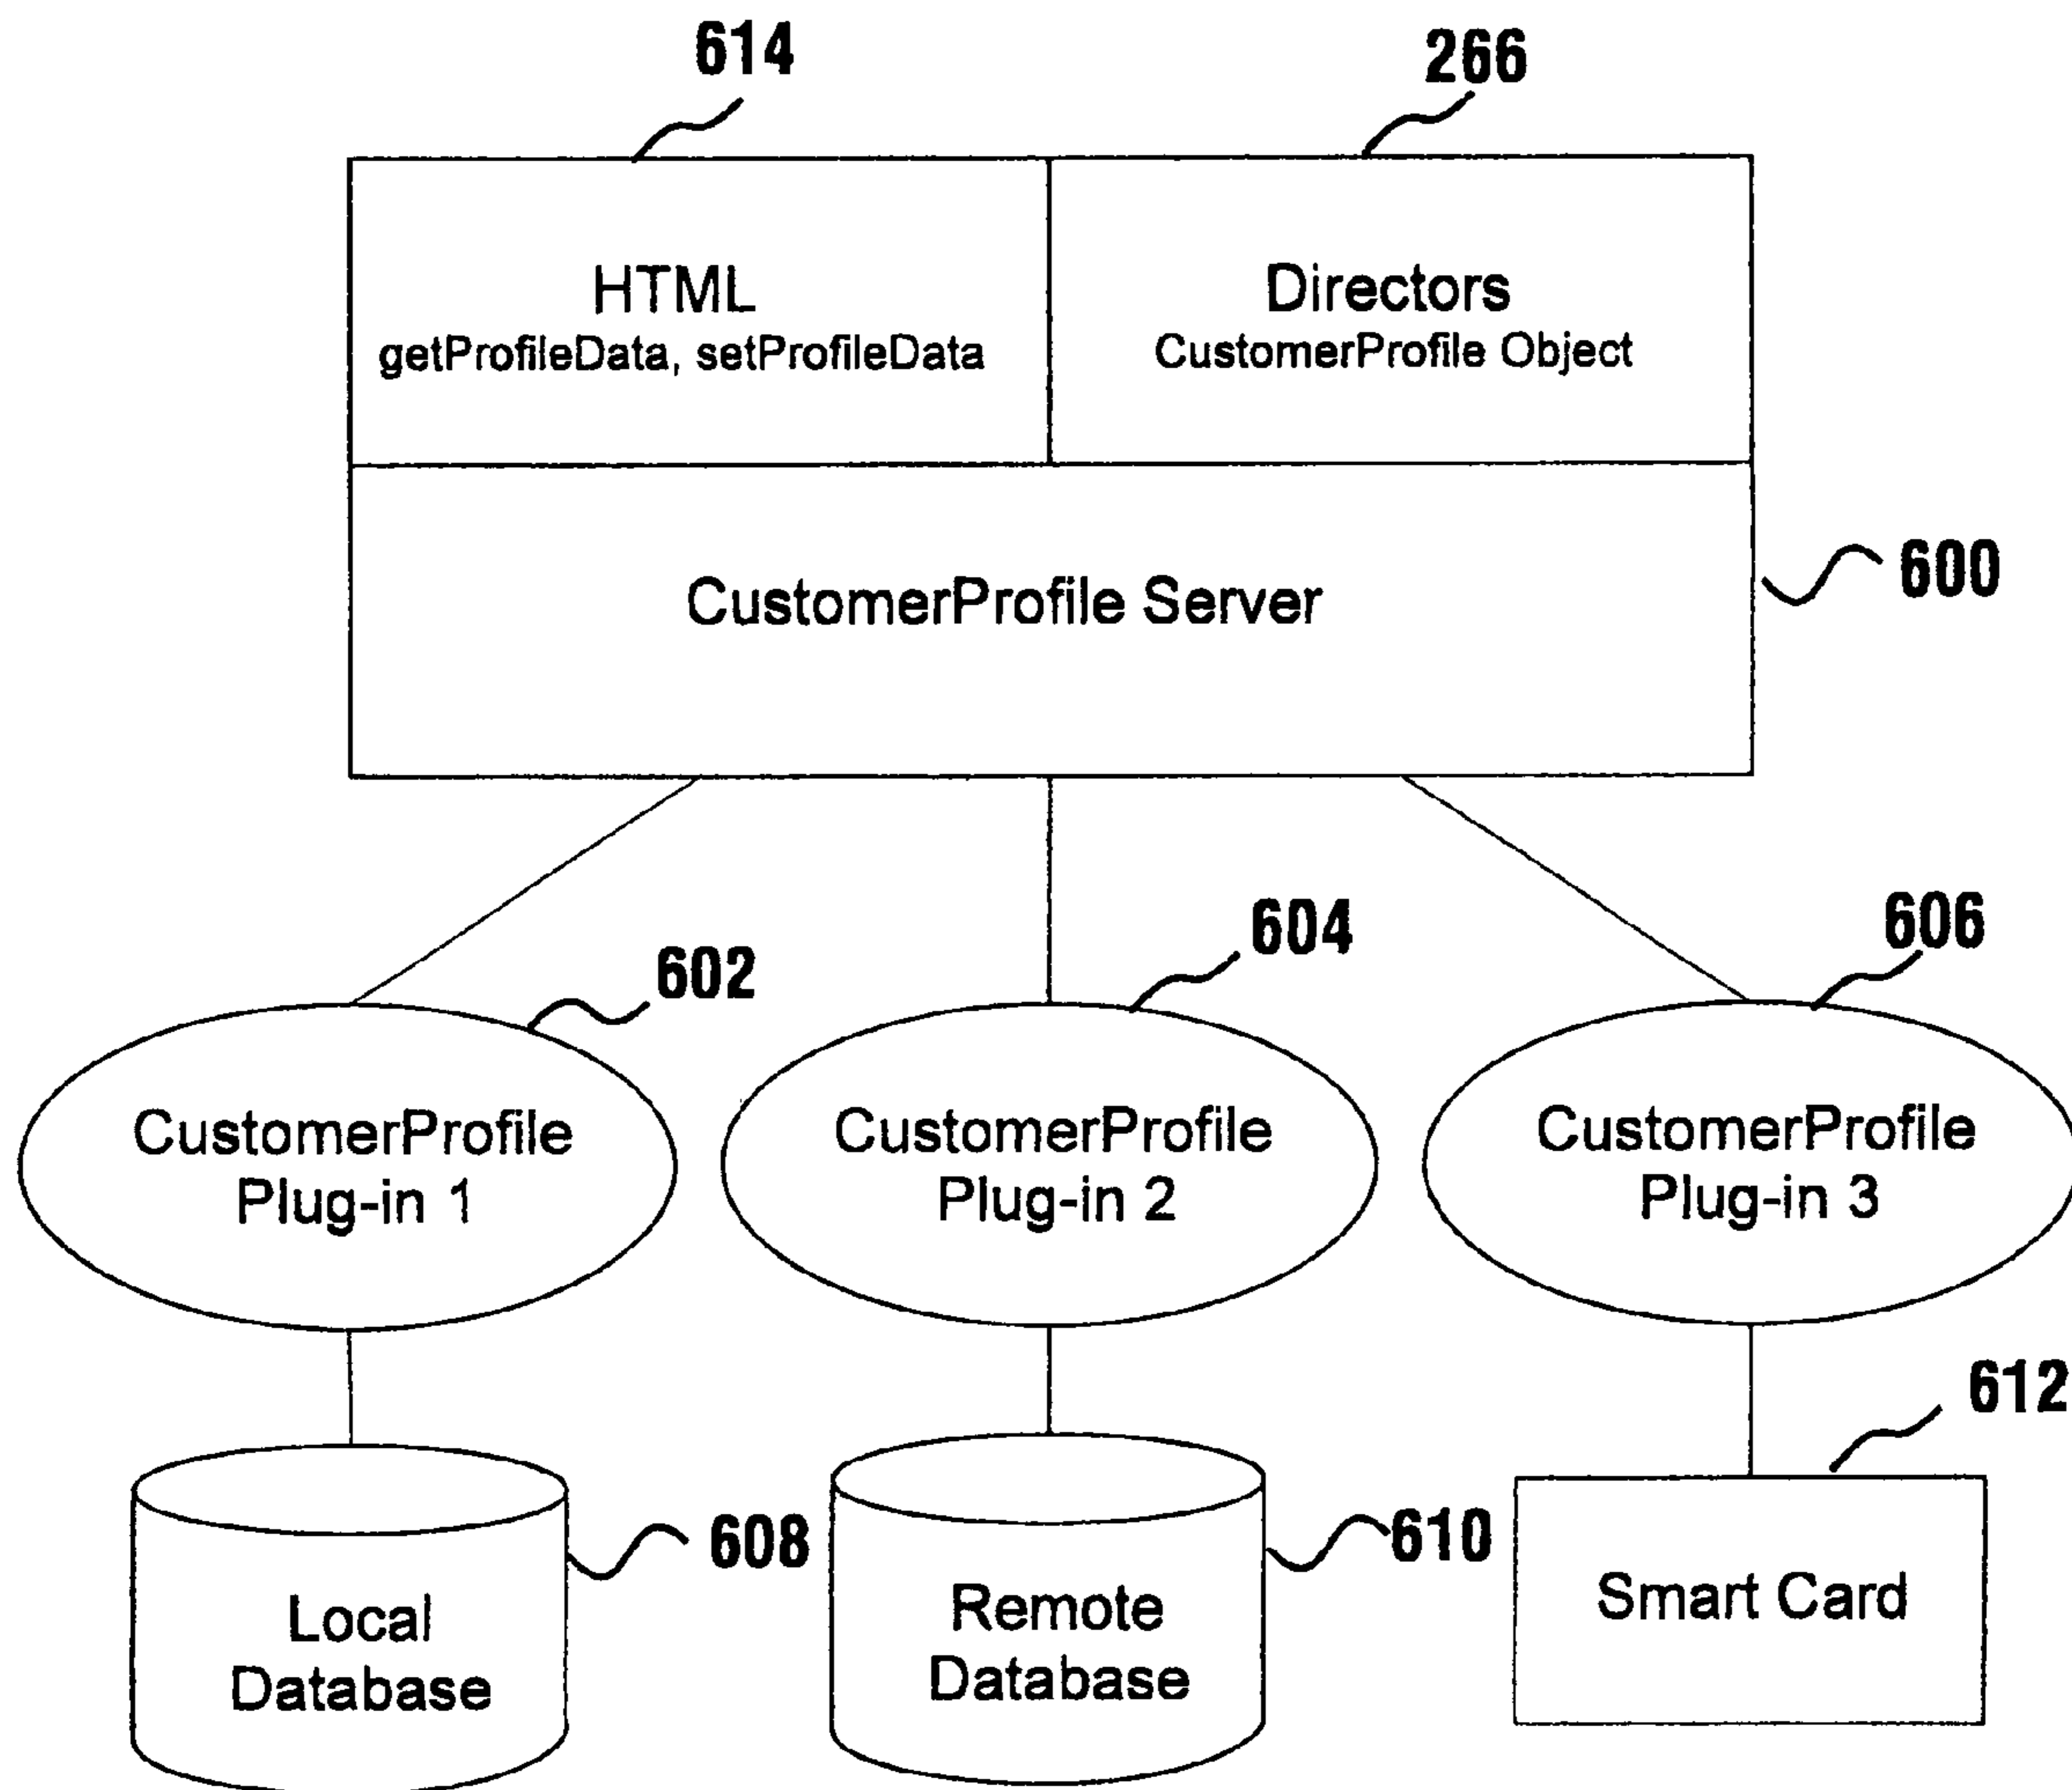 614
266
HTML
getProfileData, setProfileData
Directors
CustomerProfile Object
CustomerProfile Server
600
602
604
606
CustomerProfile
Plug-in 1
CustomerProfile
Plug-in 2
CustomerProfile
Plug-in 3
612
608
610
Local
Database
Remote
Database
Smart Card